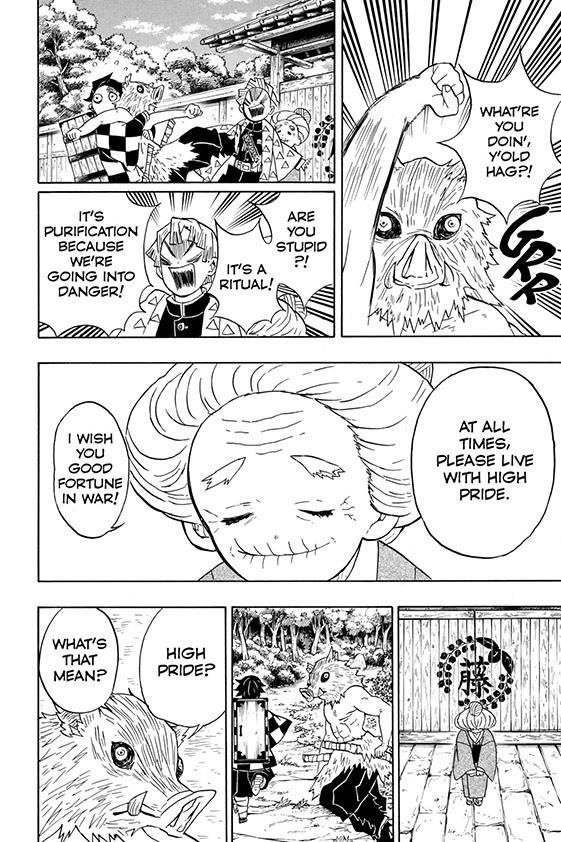 WHAT'RE
YOU
DOIN',
Y'OLD
HAG?!
GRR
ARE
YOU
STUPID
?!
IT'S A
RITUAL!
IT'S
PURIFICATION
BECAUSE
WE'RE
GOING INTO
DANGER!
AT ALL
TIMES,
PLEASE LIVE
WITH HIGH
PRIDE.
I WISH
YOU
GOOD
FORTUNE
IN WAR!
藤
HIGH
PRIDE?
WHAT'S
THAT
MEAN?